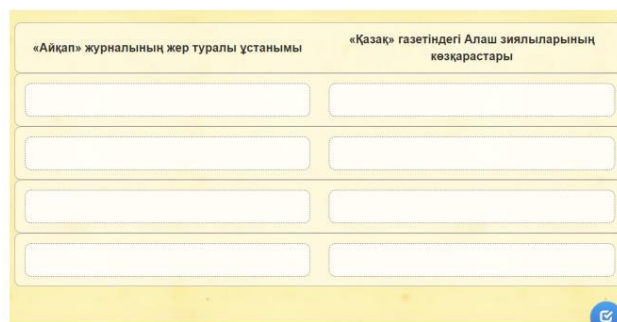 «Айқап» журналының жер туралы ұстанымы
«Қазақ» газетіндегі Алаш зиялыларының
көзқарастары